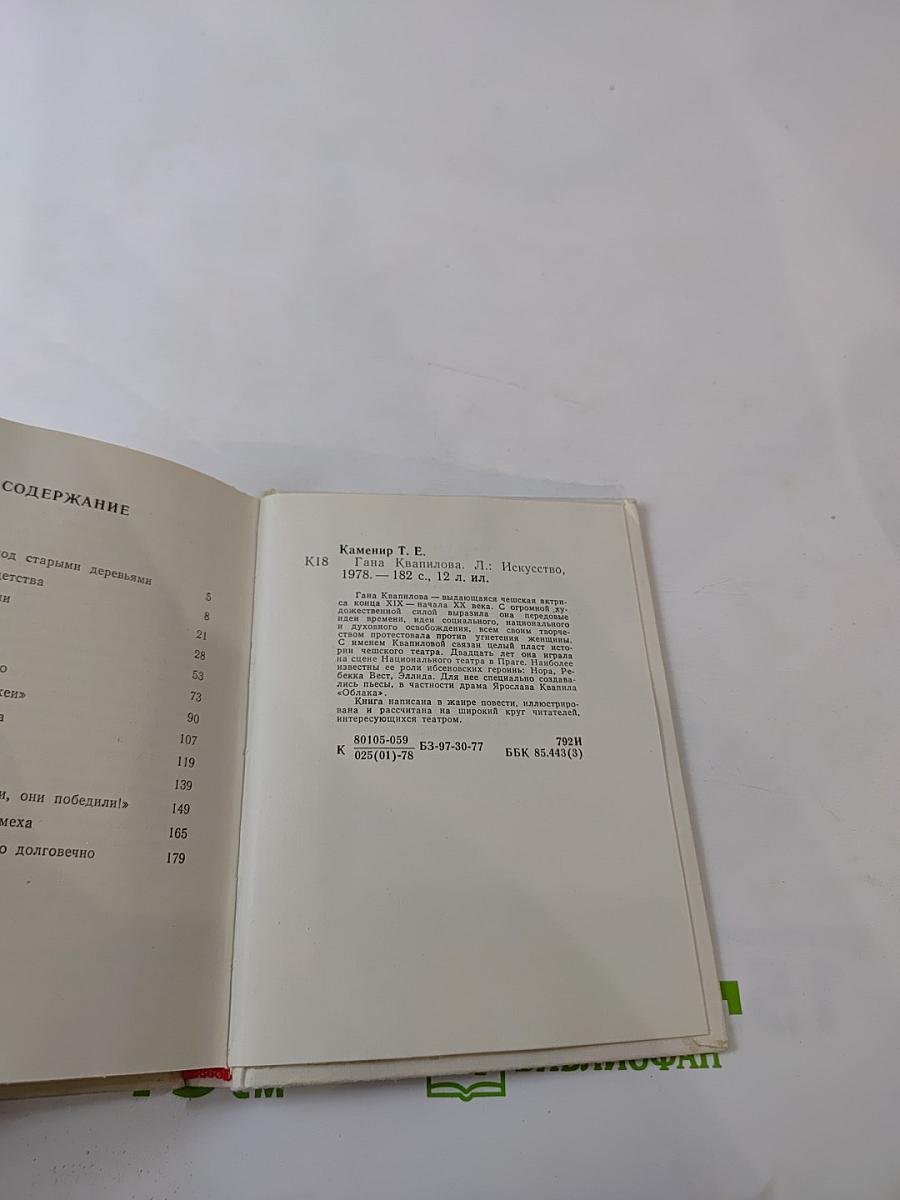 СОДЕРЖАНИЕ
од старыми деревьями
5
детства
8
21
28
53
73
90
107
119
139
и, они победили!»
149
меха
165
о долговечно
179
Каменир Т. Е.
К18 Гана Квапилова. Л.: Искусство,
1978. — 182 с., 12 л. ил.
Гана Квапилова — выдающаяся чешская актри-
са конца XIX — начала XX века. С огромной ху-
дожественной силой выразила она передовые
идеи времени, идеи социального, национального
и духовного освобождения, всем своим творче-
ством протестовала против угнетения женщины.
С именем Квапиловой связан целый пласт исто-
рии чешского театра. Двадцать лет она играла
на сцене Национального театра в Праге. Наиболее
известны ее роли ибсеновских героинь: Нора, Ре-
бекка Вест, Эллида. Для нее специально создава-
лись пьесы, в частности драма Ярослава Квапила
«Облака».
Книга написана в жанре повести, иллюстриро-
вана и рассчитана на широкий круг читателей,
интересующихся театром.
80105-059
К БЗ-97-30-77
025(01)-78
792И
ББК 85.443(3)
БИБЛИОФАН